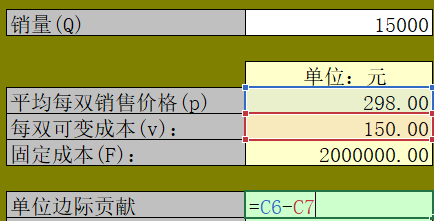 销量(Q) 15000
单位：元
平均每双销售价格(p) 298.00
每双可变成本(v)： 150.00
固定成本(F)： 2000000.00
单位边际贡献 =C6-C7